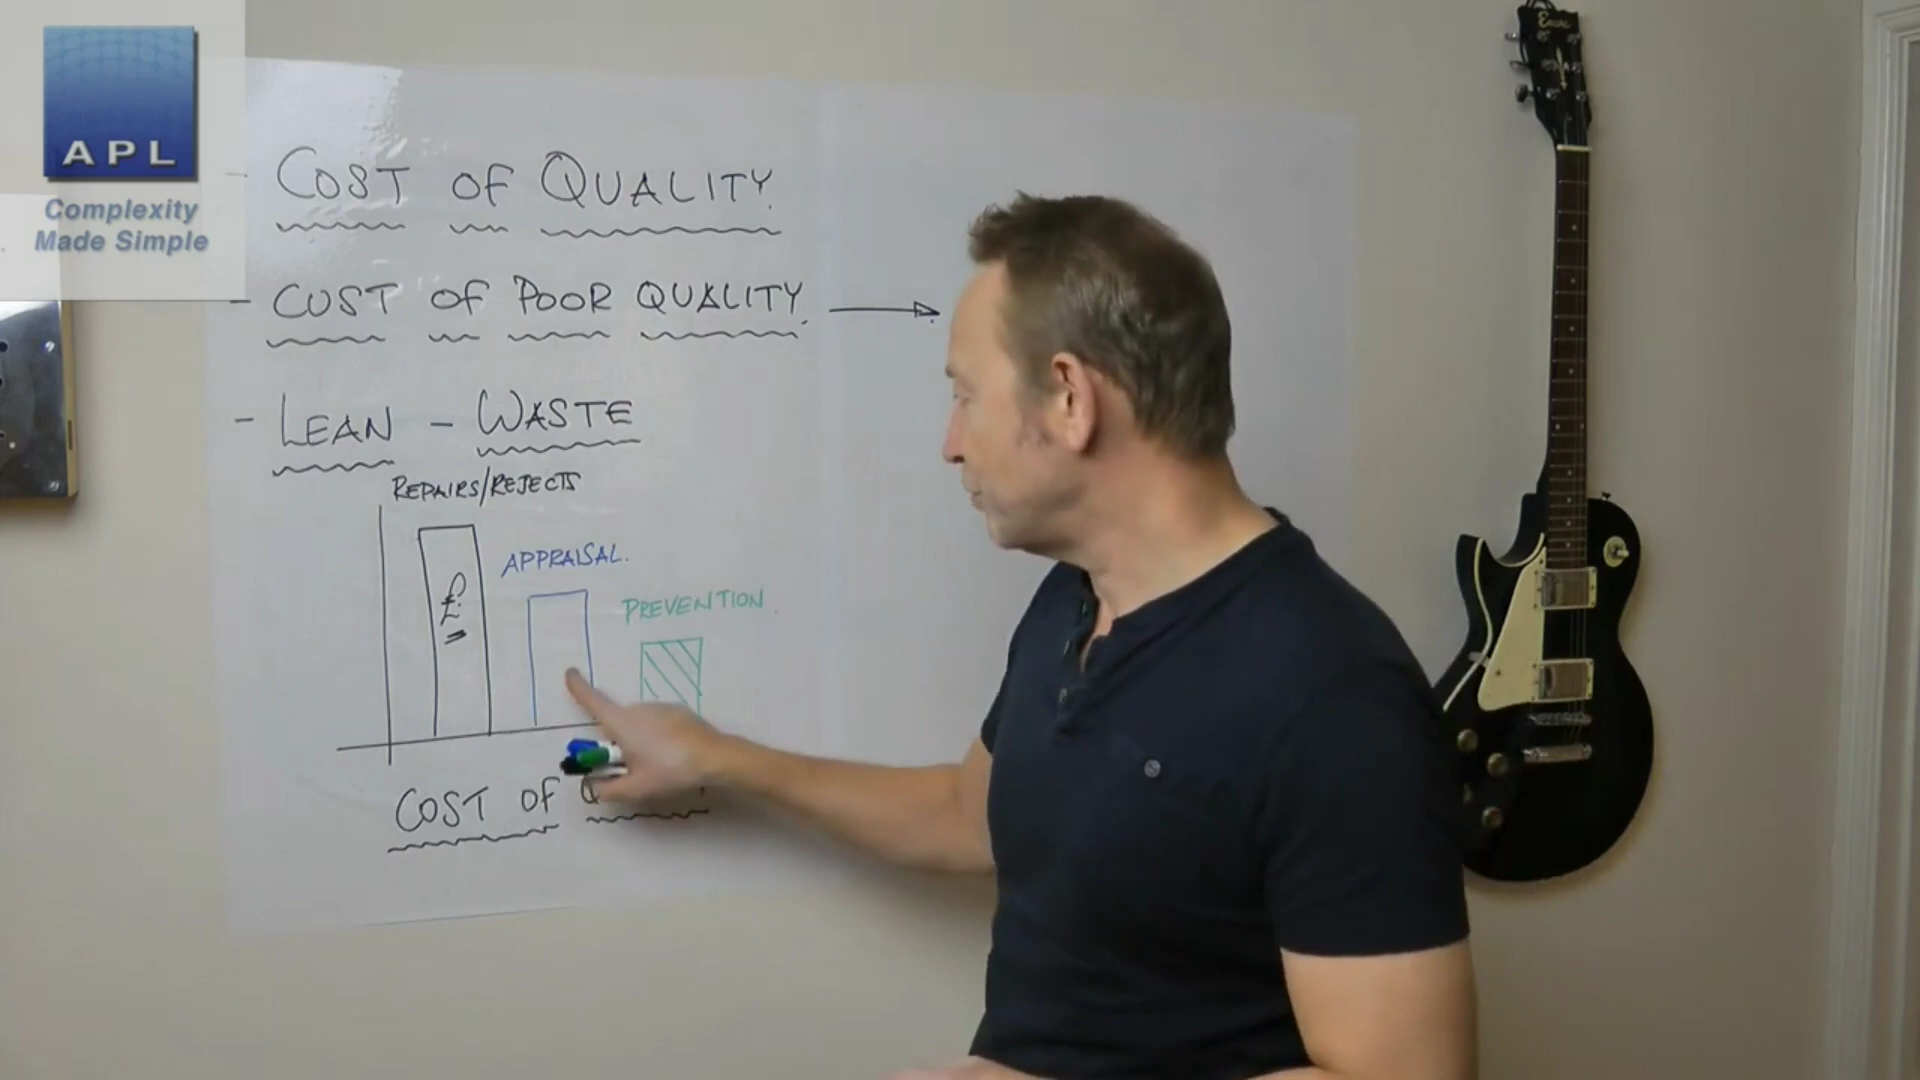 APL
Complexity
Made Simple
- COST OF QUALITY.
- COST OF POOR QUALITY.
- LEAN - WASTE
REPAIRS/REJECTS
APPRAISAL.
PREVENTION.
£
COST OF